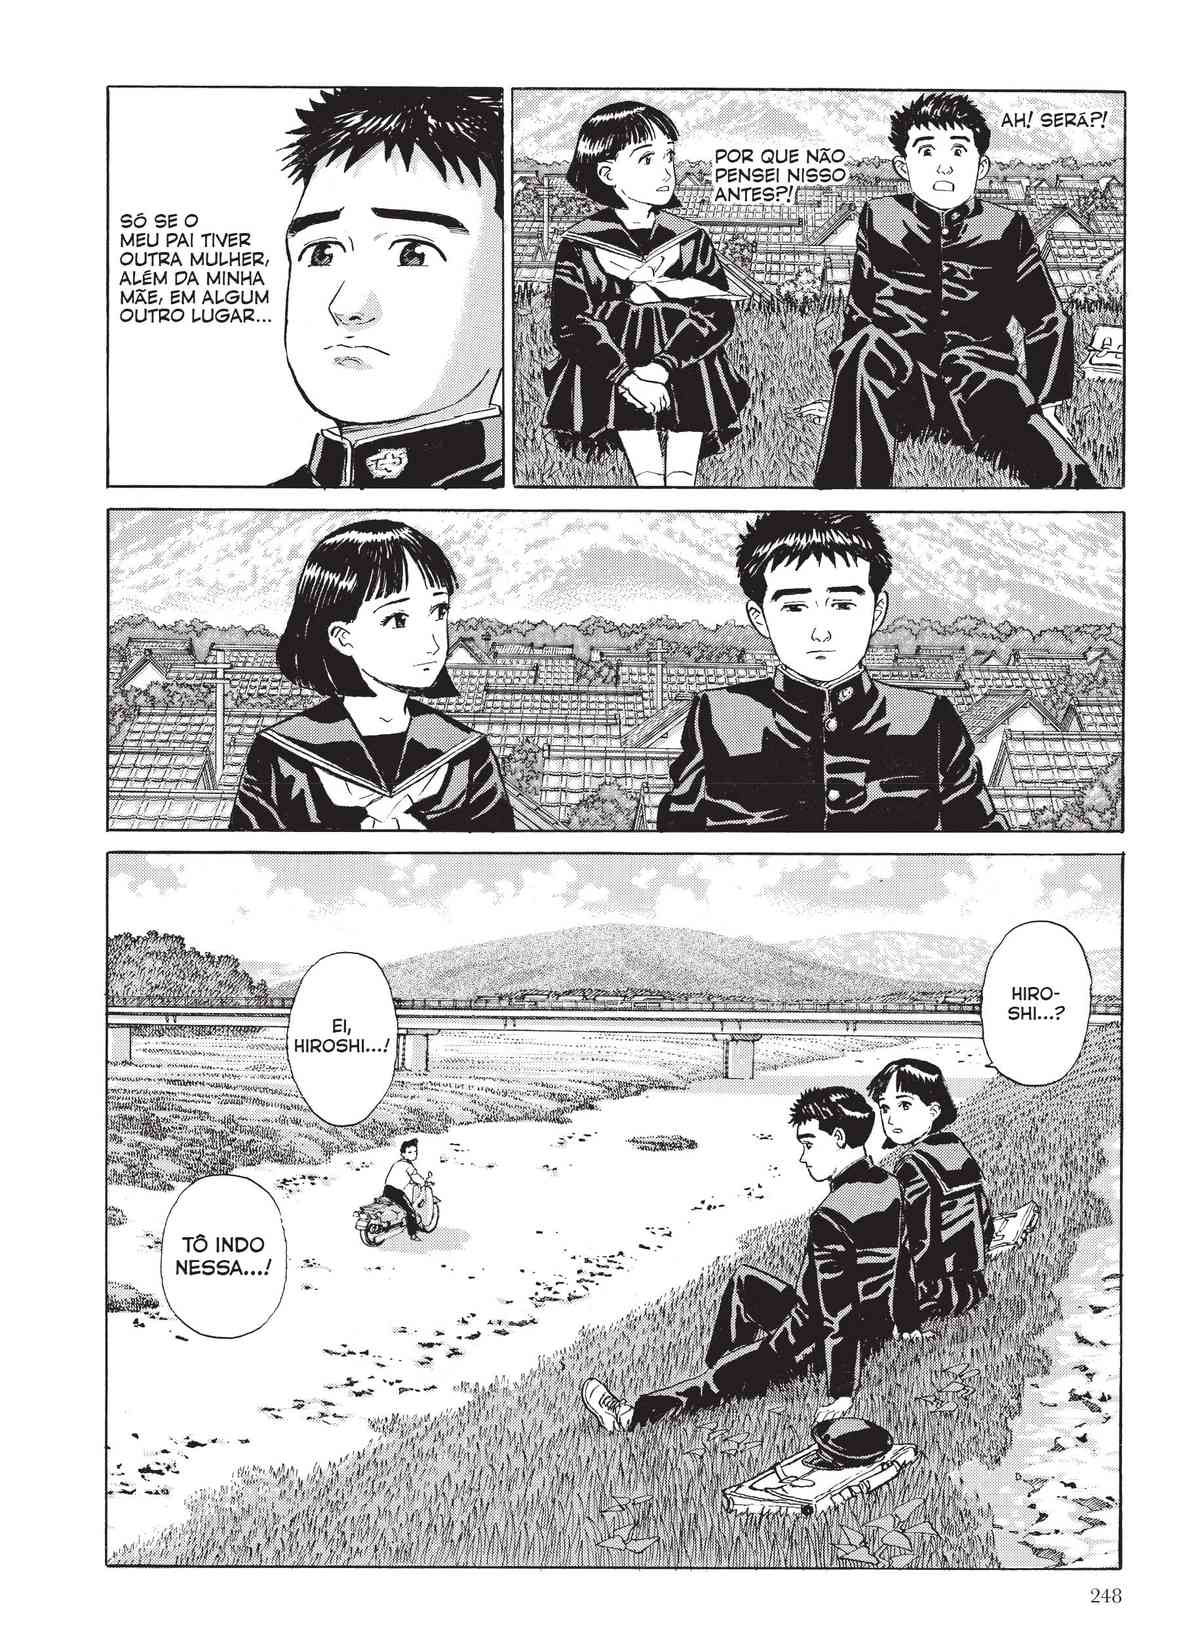 SÓ SE O
MEU PAI TIVER
OUTRA MULHER,
ALÉM DA MINHA
MÃE, EM ALGUM
OUTRO LUGAR...
POR QUE NÃO
PENSEI NISSO
ANTES?!
AH! SERÁ?!
EI,
HIROSHI...!
TÔ INDO
NESSA...!
HIRO-
SHI...?
248